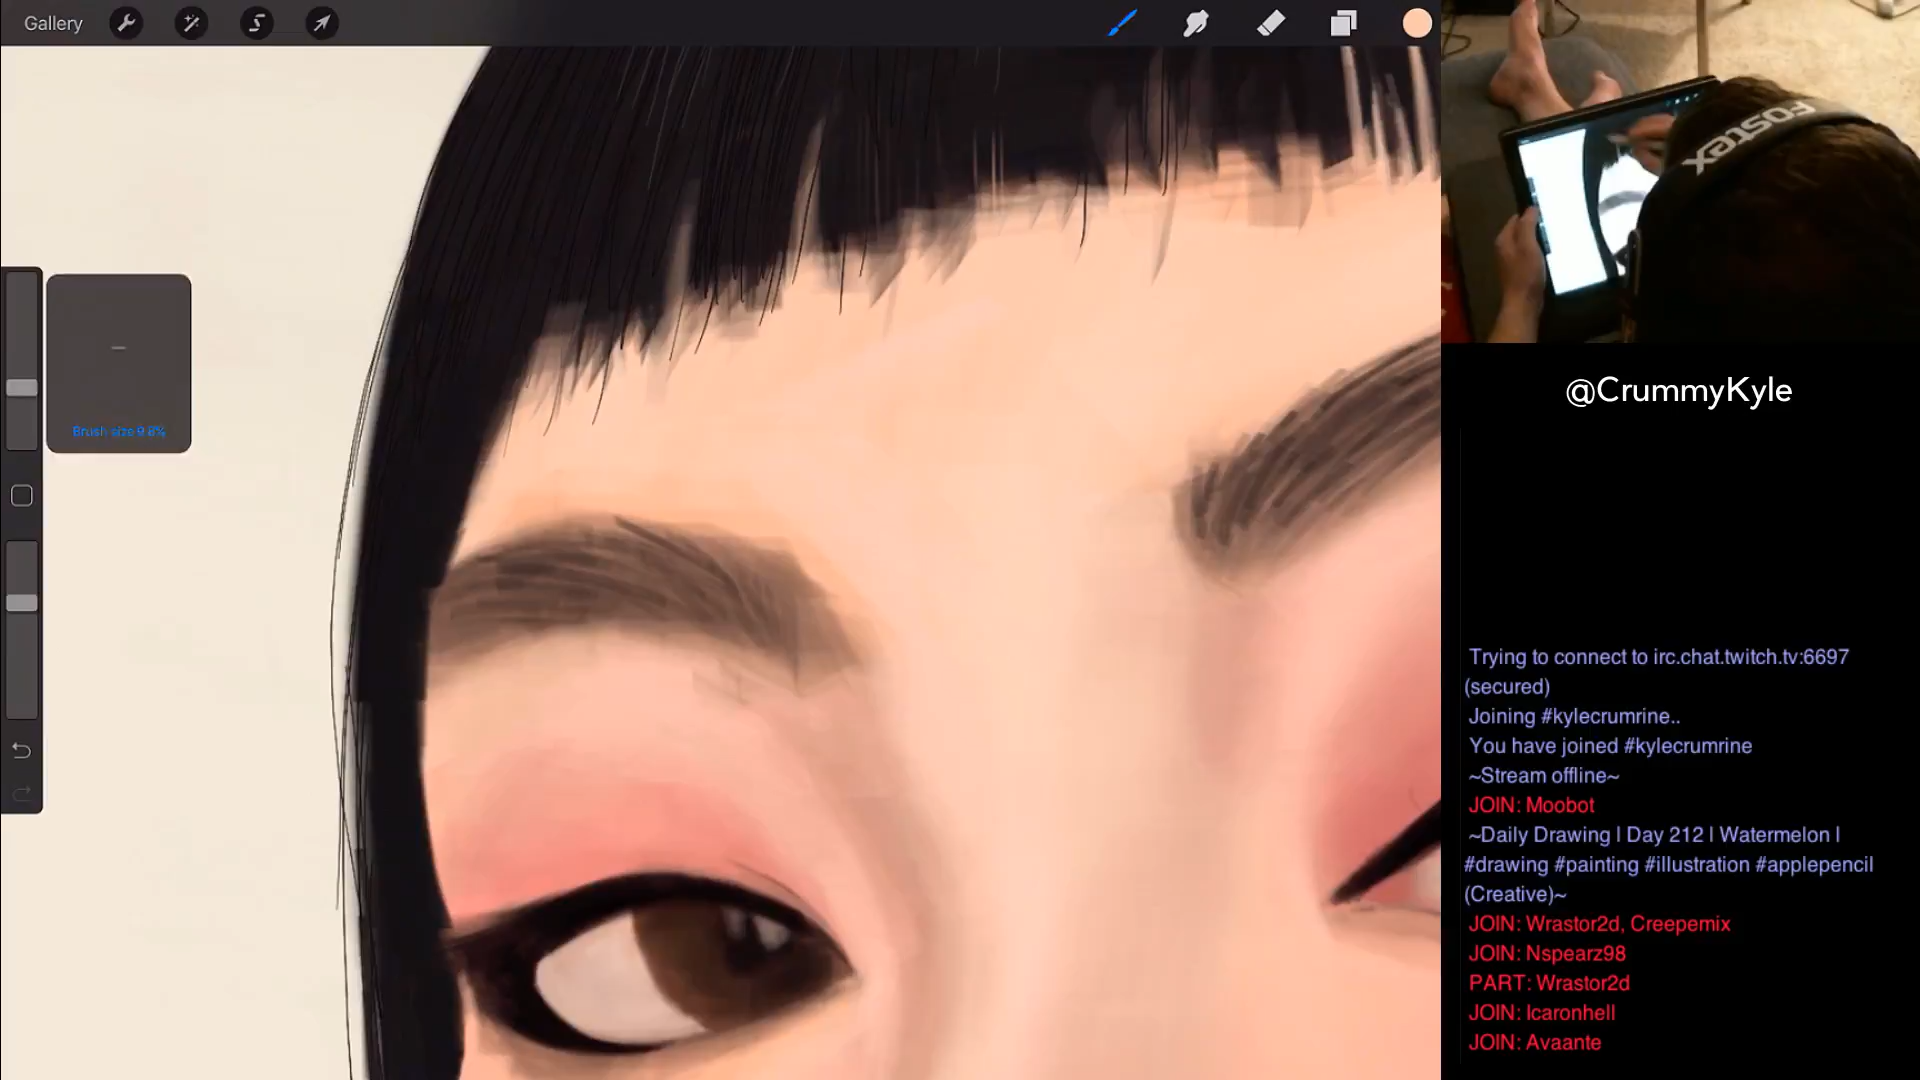 Gallery
Brush size 9.8%
Fostex
@CrummyKyle
Trying to connect to irc.chat.twitch.tv:6697
(secured)
Joining #kylecrumrine..
You have joined #kylecrumrine
~Stream offline~
JOIN: Moobot
~Daily Drawing | Day 212 | Watermelon |
#drawing #painting #illustration #applepencil
(Creative)~
JOIN: Wrastor2d, Creepemix
JOIN: Nspearz98
PART: Wrastor2d
JOIN: Icaronhell
JOIN: Avaante